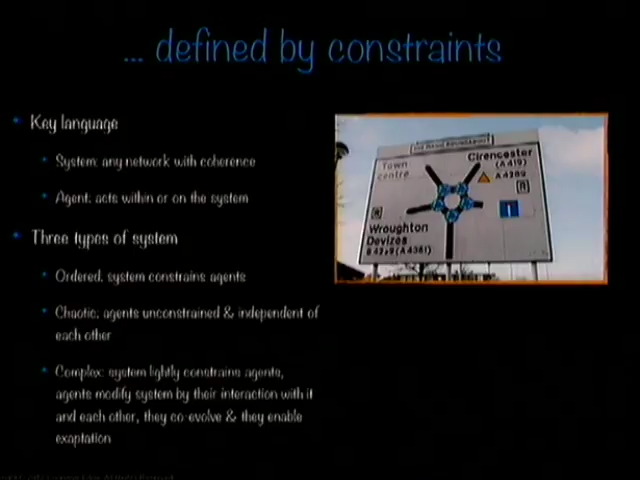 ... defined by constraints
Key language
System: any network with coherence
Agent: acts within or on the system
Three types of system
Ordered: system constrains agents
Chaotic: agents unconstrained & independent of
each other
Complex: system lightly constrains agents,
agents modify system by their interaction with it
and each other, they co-evolve & they enable
exaptation
Town
centre
Cirencester
(A419)
A4289
R
Wroughton
Devizes